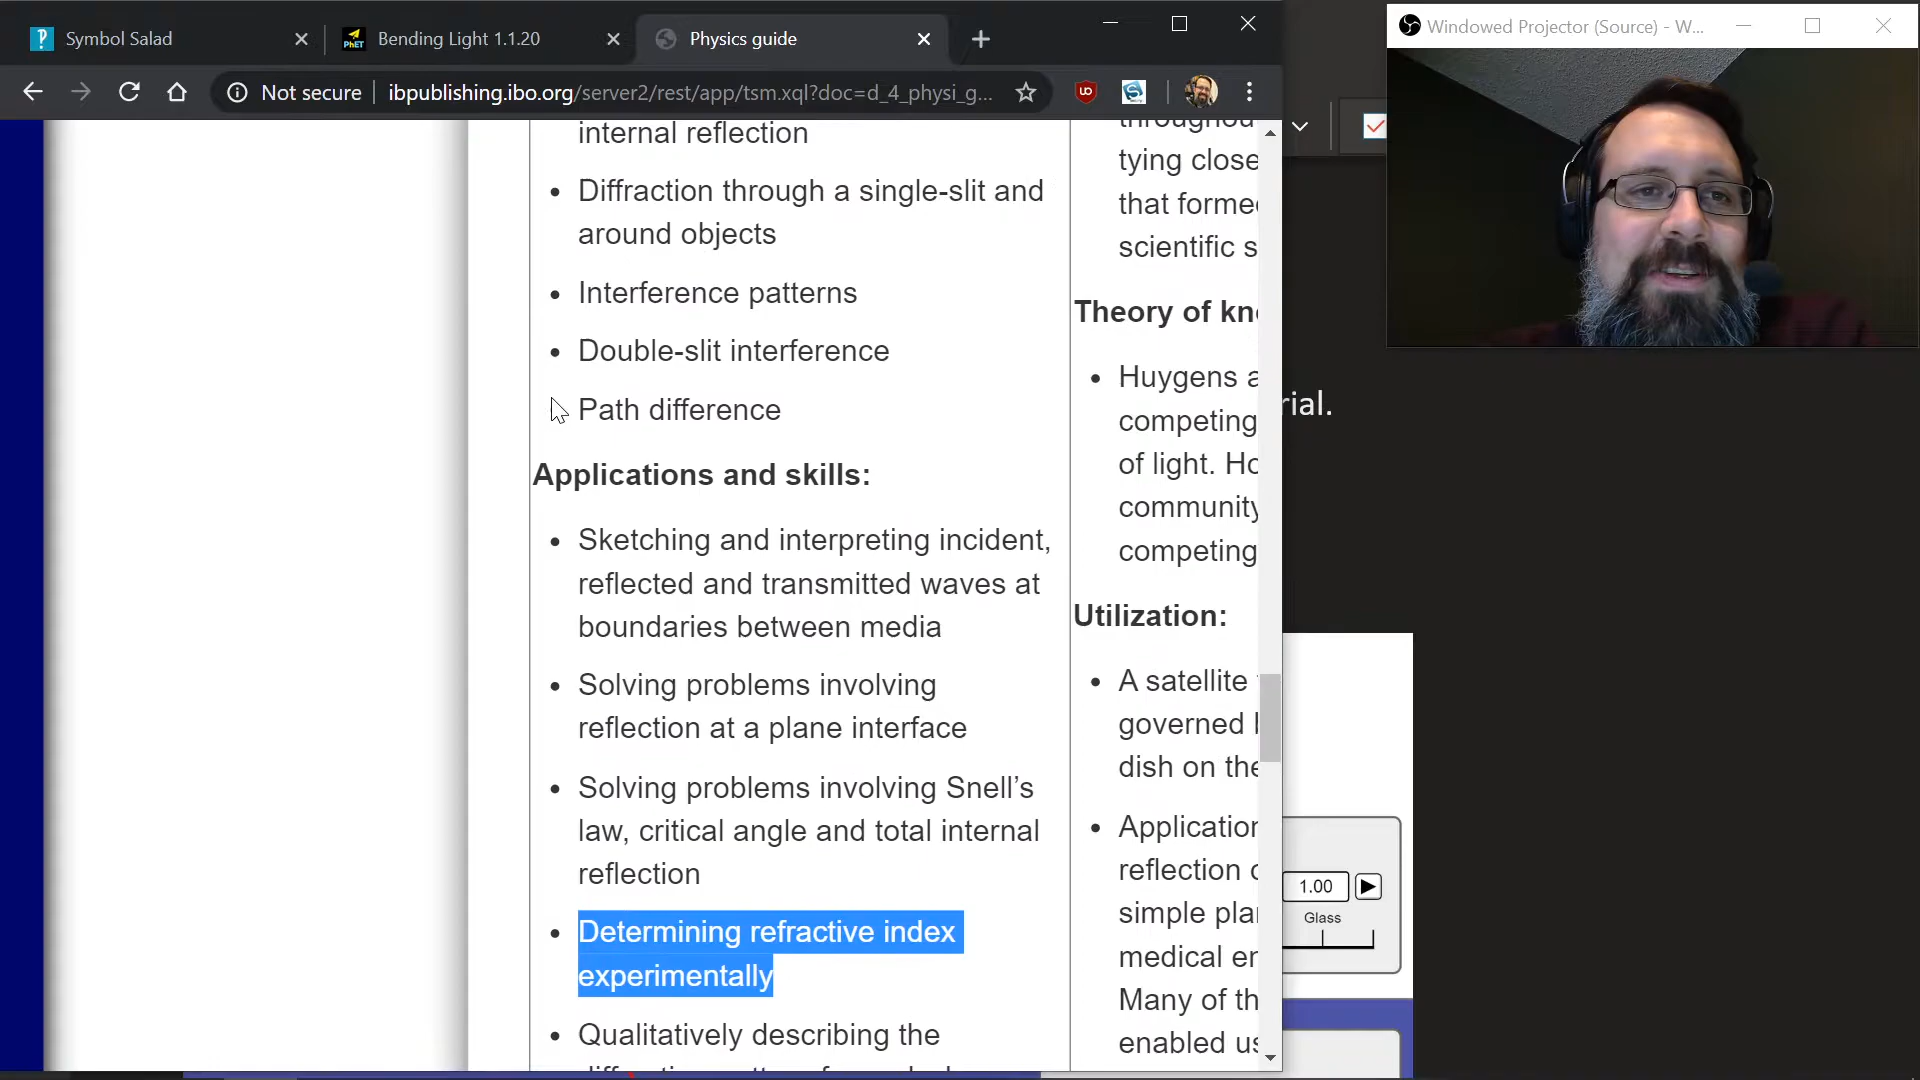 Symbol Salad
Bending Light 1.1.20
Physics guide
Windowed Projector (Source) - W...
Not secure
ibpublishing.ibo.org/server2/rest/app/tsm.xql?doc=d_4_physi_g...
internal reflection
• Diffraction through a single-slit and
around objects
• Interference patterns
• Double-slit interference
Path difference
Applications and skills:
• Sketching and interpreting incident,
reflected and transmitted waves at
boundaries between media
• Solving problems involving
reflection at a plane interface
• Solving problems involving Snell’s
law, critical angle and total internal
reflection
• Determining refractive index
experimentally
• Qualitatively describing the
tying close
that forme
scientific s
Theory of kn
• Huygens a
competing
of light. Ho
community
competing
Utilization:
• A satellite
governed b
dish on the
• Application
reflection o
simple plan
medical en
Many of th
enabled us
rial.
1.00
Glass